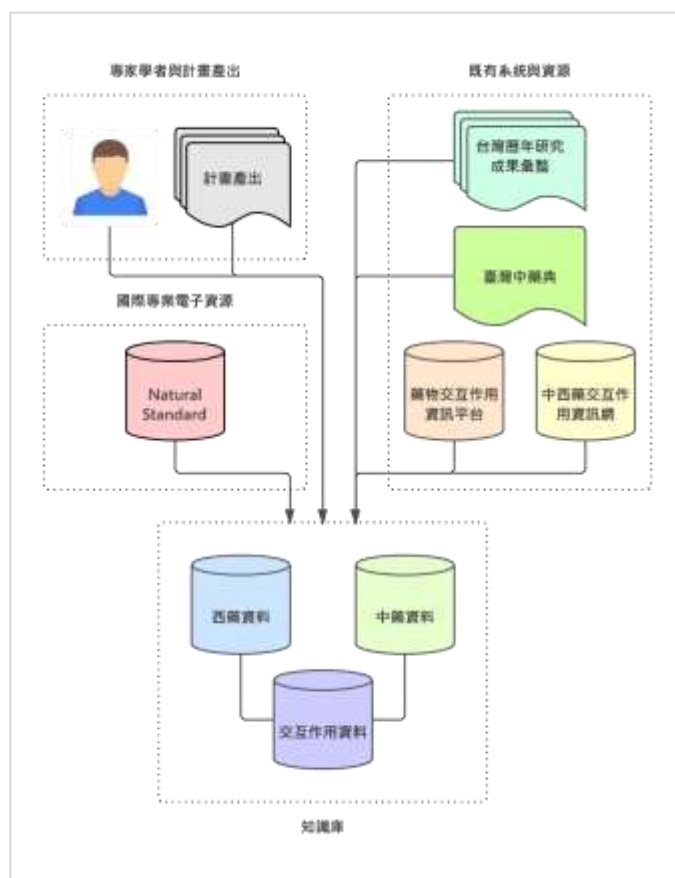 專家學者與計畫產出
既有系統與資源
計畫產出
台灣歷年研究
成果彙整
臺灣中藥典
國際專業電子資源
Natural
Standard
藥物交互作用
資訊平台
中西藥交互作
用資訊網
西藥資料
中藥資料
交互作用資料
知識庫